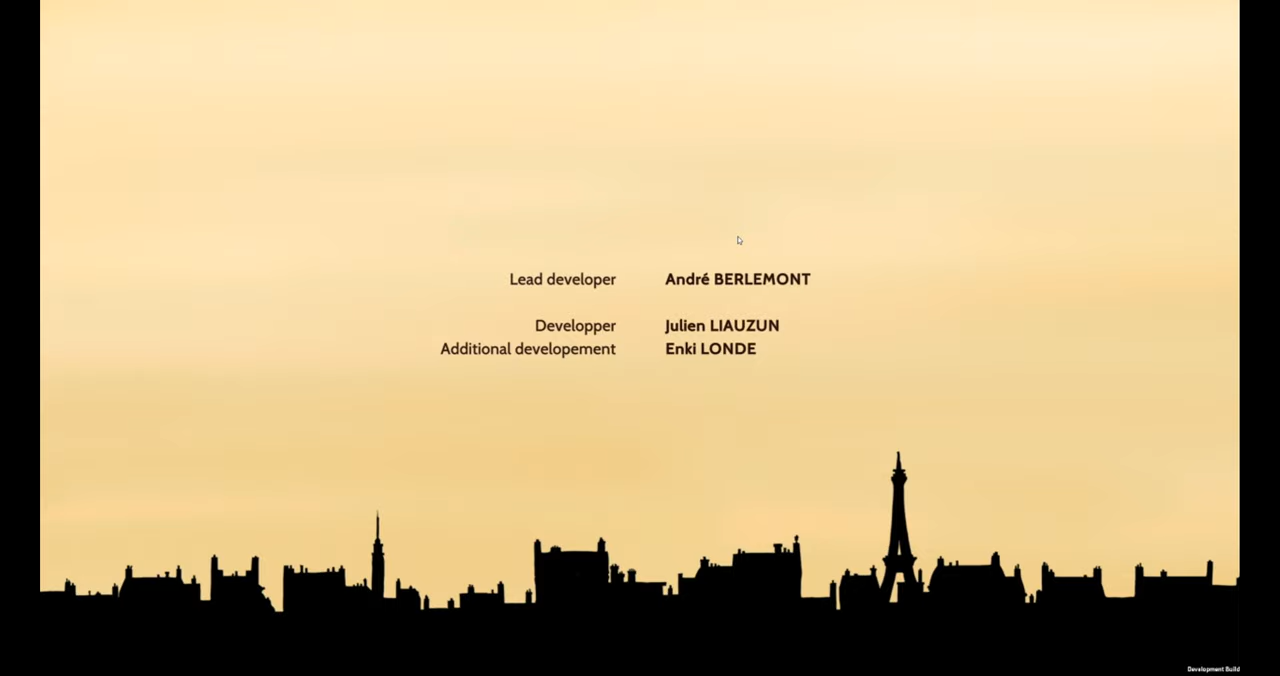 Lead developer André BERLEMONT
Developper Julien LIAUZUN
Additional developement Enki LONDE
Development Build